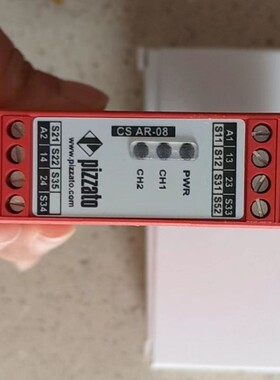 CS AR-08
pizzato
www.pizzato.com
PWR
CH1
CH2
S21 S22 S35
A2 14 24 S34
A1 13 23 S33
S11 S12 S31 S52